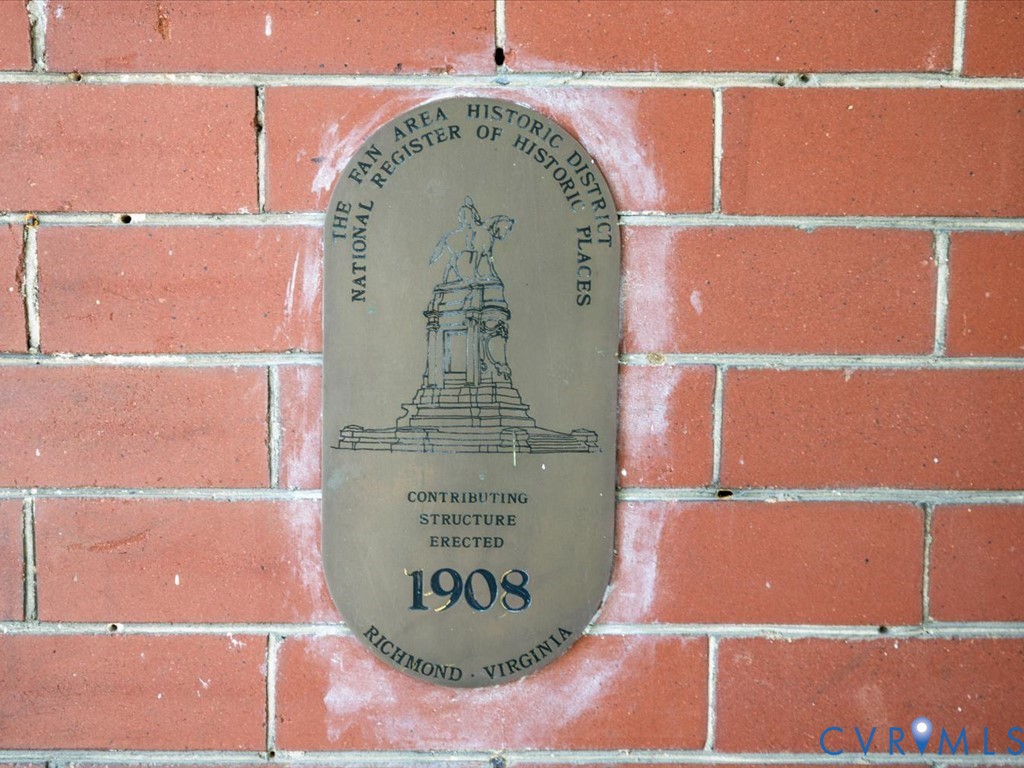 THE FAN AREA HISTORIC DISTRICT
NATIONAL REGISTER OF HISTORIC PLACES
CONTRIBUTING
STRUCTURE
ERECTED
1908
RICHMOND · VIRGINIA
CVRMLS